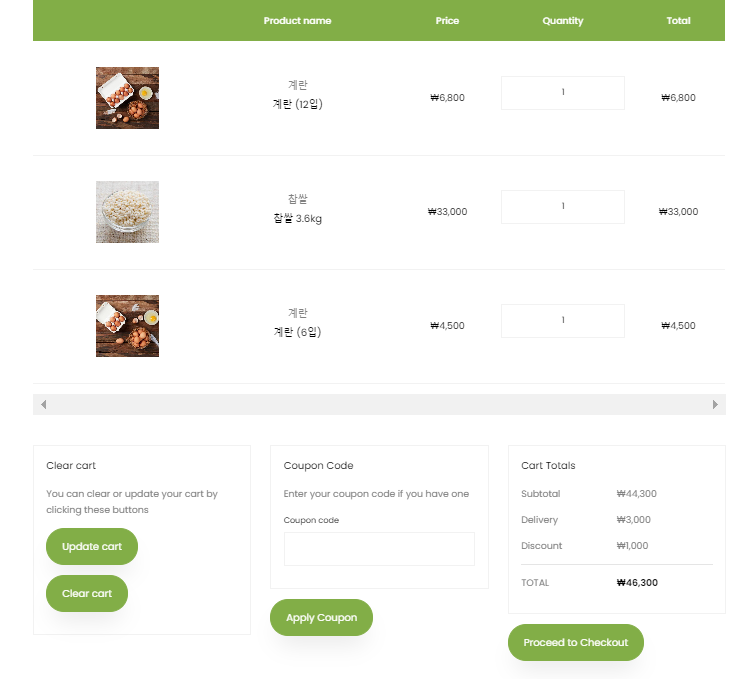 Product name Price Quantity Total
계란
계란 (12입) ₩6,800 1 ₩6,800
찹쌀
찹쌀 3.6kg ₩33,000 1 ₩33,000
계란
계란 (6입) ₩4,500 1 ₩4,500
Clear cart
You can clear or update your cart by
clicking these buttons
Update cart
Clear cart
Coupon Code
Enter your coupon code if you have one
Coupon code
Apply Coupon
Cart Totals
Subtotal ₩44,300
Delivery ₩3,000
Discount ₩1,000
TOTAL ₩46,300
Proceed to Checkout